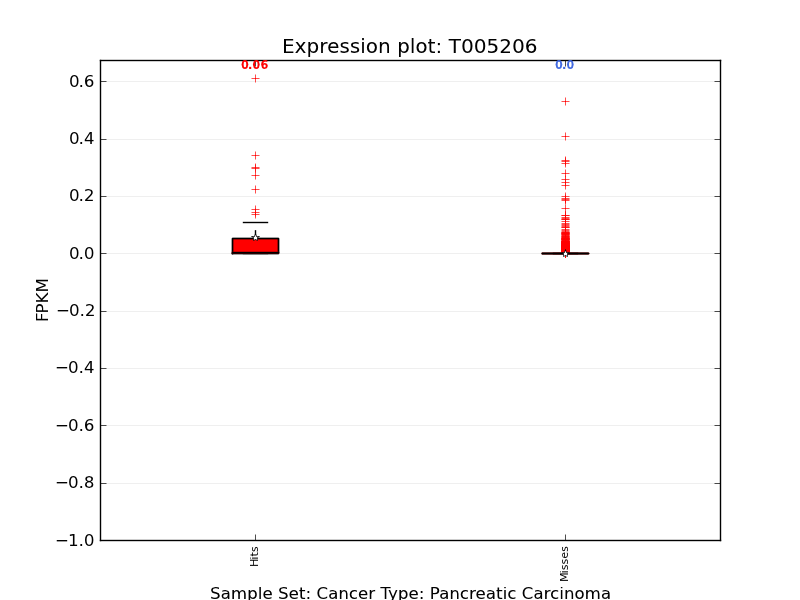 Expression plot: T005206
0.06
0.0
0.6
0.4
0.2
0.0
−0.2
−0.4
−0.6
−0.8
−1.0
FPKM
Hits
Misses
Sample Set: Cancer Type: Pancreatic Carcinoma